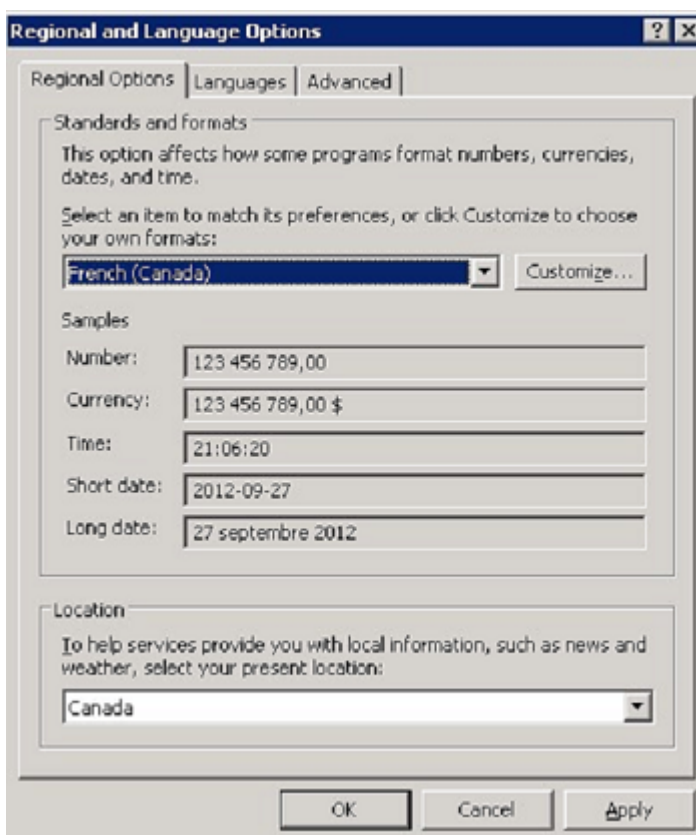 Regional and Language Options
Regional Options Languages Advanced
Standards and formats
This option affects how some programs format numbers, currencies,
dates, and time.
Select an item to match its preferences, or click Customize to choose
your own formats:
French (Canada) Customize...
Samples
Number: 123 456 789,00
Currency: 123 456 789,00 $
Time: 21:06:20
Short date: 2012-09-27
Long date: 27 septembre 2012
Location
To help services provide you with local information, such as news and
weather, select your present location:
Canada
OK Cancel Apply